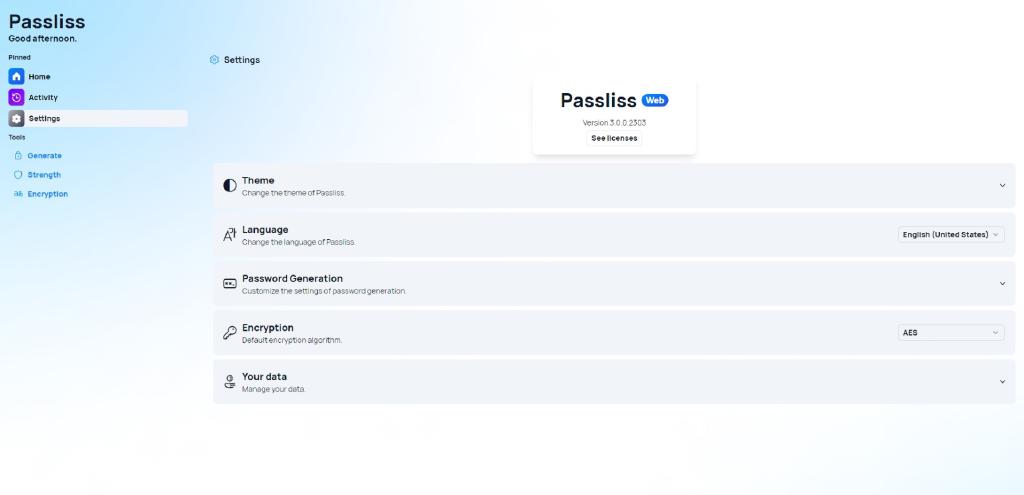 Passliss
Good afternoon.
Pinned
Home
Activity
Settings
Tools
Generate
Strength
Encryption
Settings
Passliss Web
Version 3.0.0.2303
See licenses
Theme
Change the theme of Passliss.
Language
Change the language of Passliss.
English (United States)
Password Generation
Customize the settings of password generation.
Encryption
Default encryption algorithm.
AES
Your data
Manage your data.